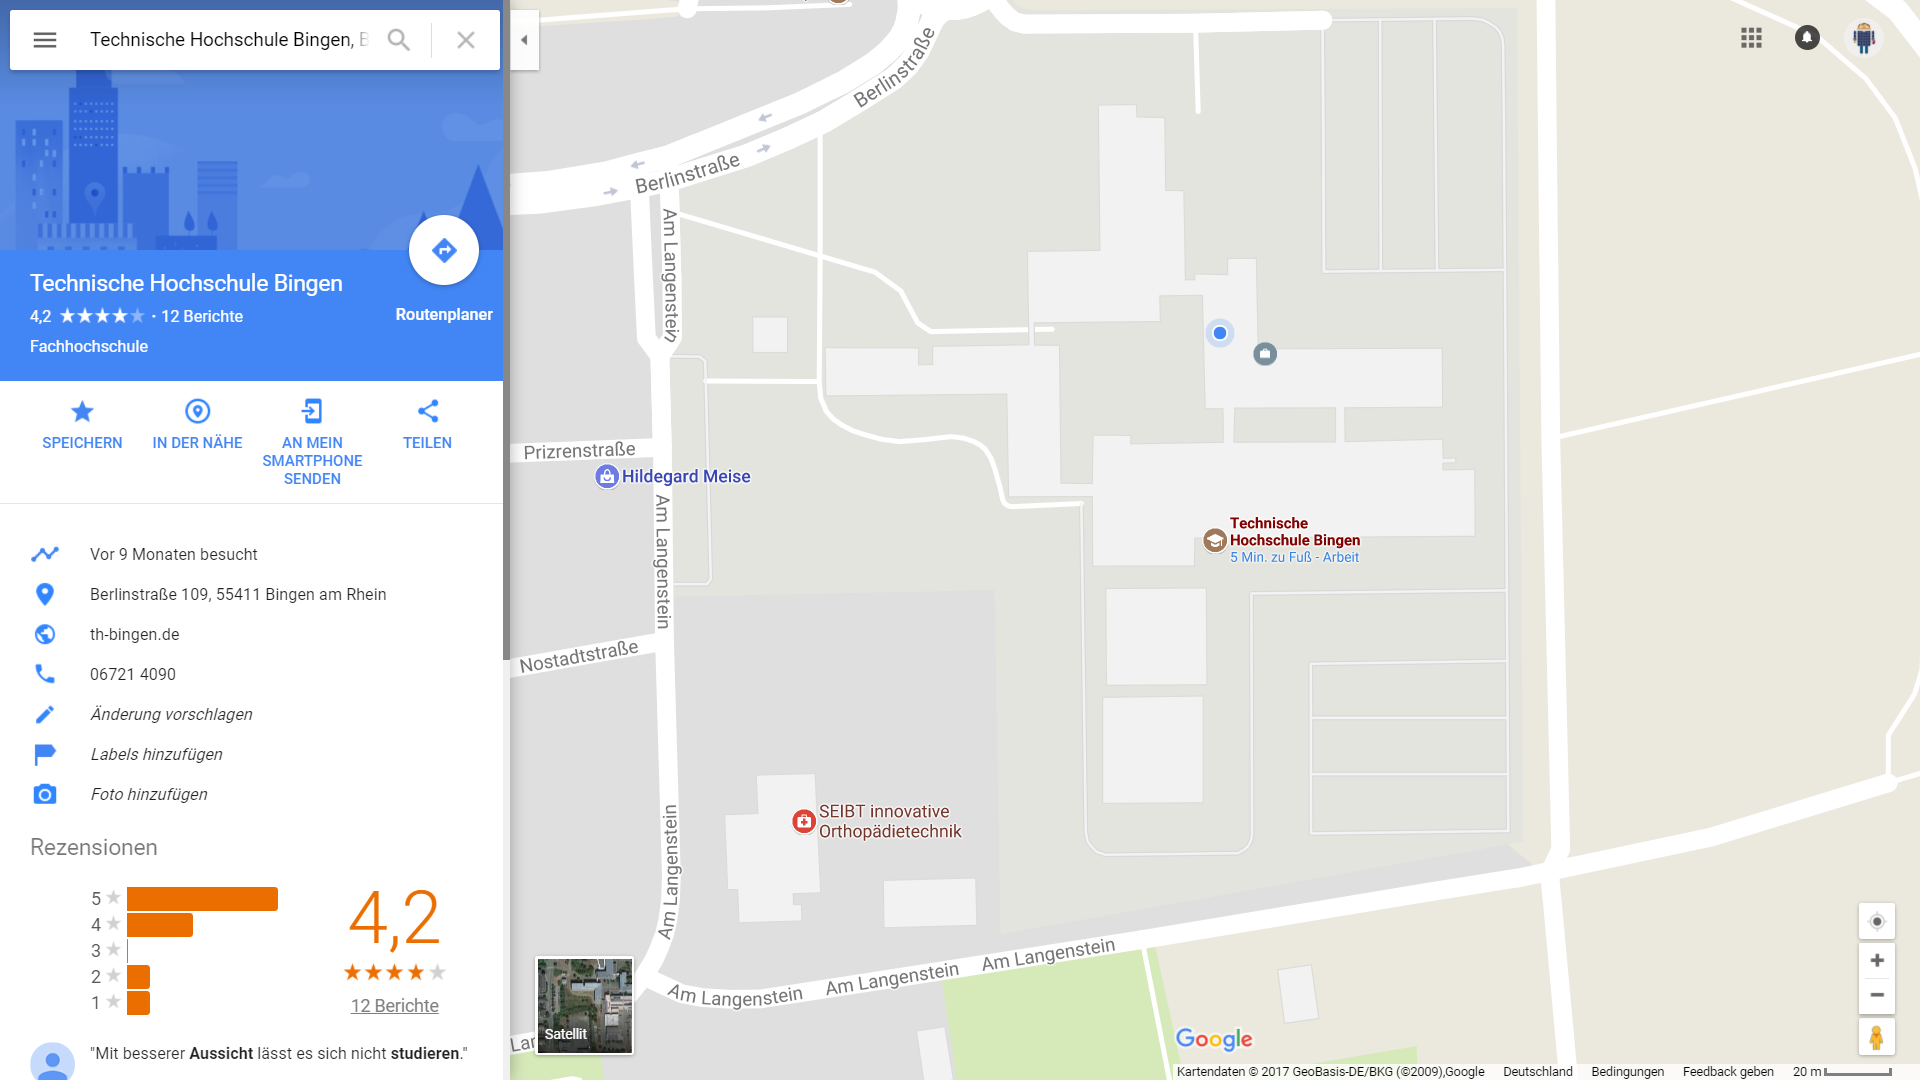 Technische Hochschule Bingen, B
Technische Hochschule Bingen
4,2 ★★★★★ · 12 Berichte
Fachhochschule
Routenplaner
SPEICHERN
IN DER NÄHE
AN MEIN
SMARTPHONE
SENDEN
TEILEN
Vor 9 Monaten besucht
Berlinstraße 109, 55411 Bingen am Rhein
th-bingen.de
06721 4090
Änderung vorschlagen
Labels hinzufügen
Foto hinzufügen
Rezensionen
5
4
3
2
1
4,2
12 Berichte
"Mit besserer Aussicht lässt es sich nicht studieren."
Berlinstraße
Berlinstraße
Am Langenstein
Prizrenstraße
Hildegard Meise
Am Langenstein
Technische
Hochschule Bingen
5 Min. zu Fuß - Arbeit
Nostadtstraße
SEIBT innovative
Orthopädietechnik
Am Langenstein
Am Langenstein
Am Langenstein
Am Langenstein
Satellit
Google
Kartendaten © 2017 GeoBasis-DE/BKG (©2009),Google
Deutschland
Bedingungen
Feedback geben
20 m